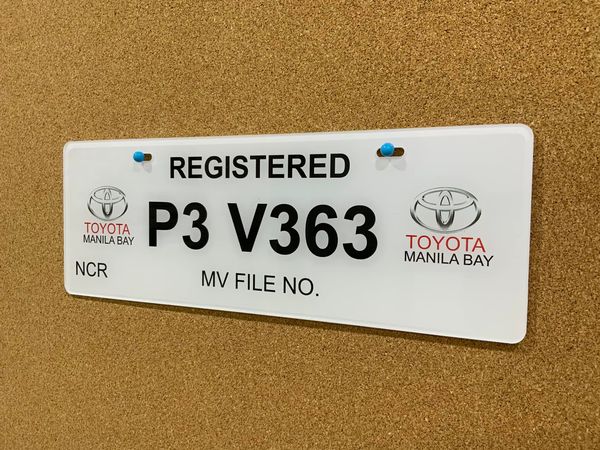 REGISTERED
TOYOTA
MANILA BAY
P3 V363
TOYOTA
MANILA BAY
NCR
MV FILE NO.